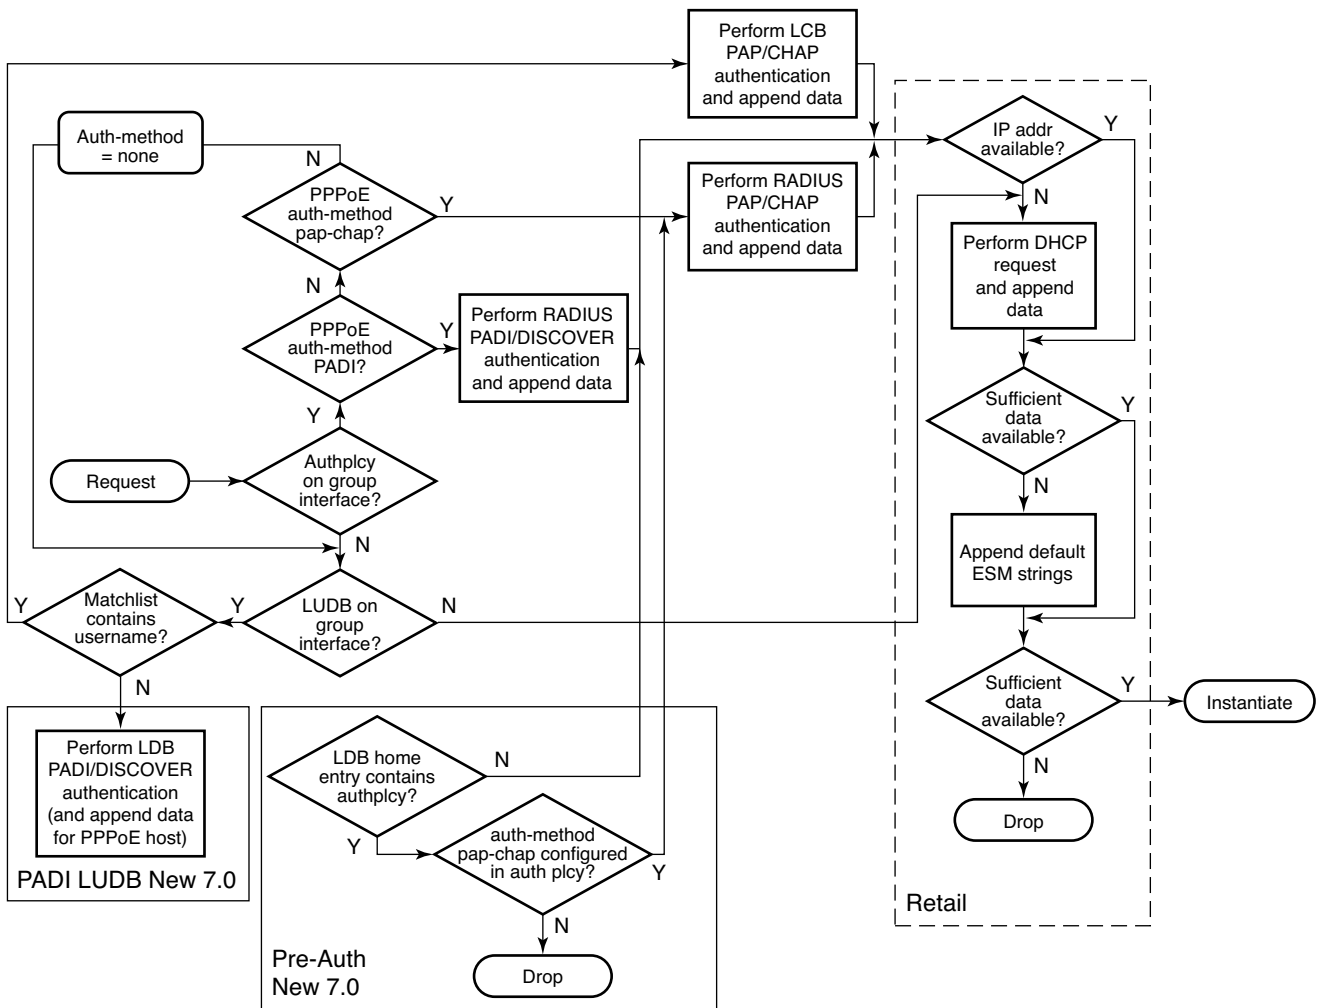 Perform LCB
PAP/CHAP
authentication
and append data
Auth-method
= none
N
PPPoE
auth-method
pap-chap?
Y
Perform RADIUS
PAP/CHAP
authentication
and append data
IP addr
available?
Y
N
Perform DHCP
request
and append
data
N
PPPoE
auth-method
PADI?
Y
Perform RADIUS
PADI/DISCOVER
authentication
and append data
Y
Sufficient
data
available?
Y
N
Request
Authplcy
on group
interface?
N
Append default
ESM strings
Y
Matchlist
contains
username?
Y
LUDB on
group
interface?
N
N
Sufficient
data
available?
Y
Instantiate
N
Drop
Retail
Perform LDB
PADI/DISCOVER
authentication
(and append data
for PPPoE host)
PADI LUDB New 7.0
LDB home
entry contains
authplcy?
N
Y
auth-method
pap-chap configured
in auth plcy?
Y
N
Drop
Pre-Auth
New 7.0